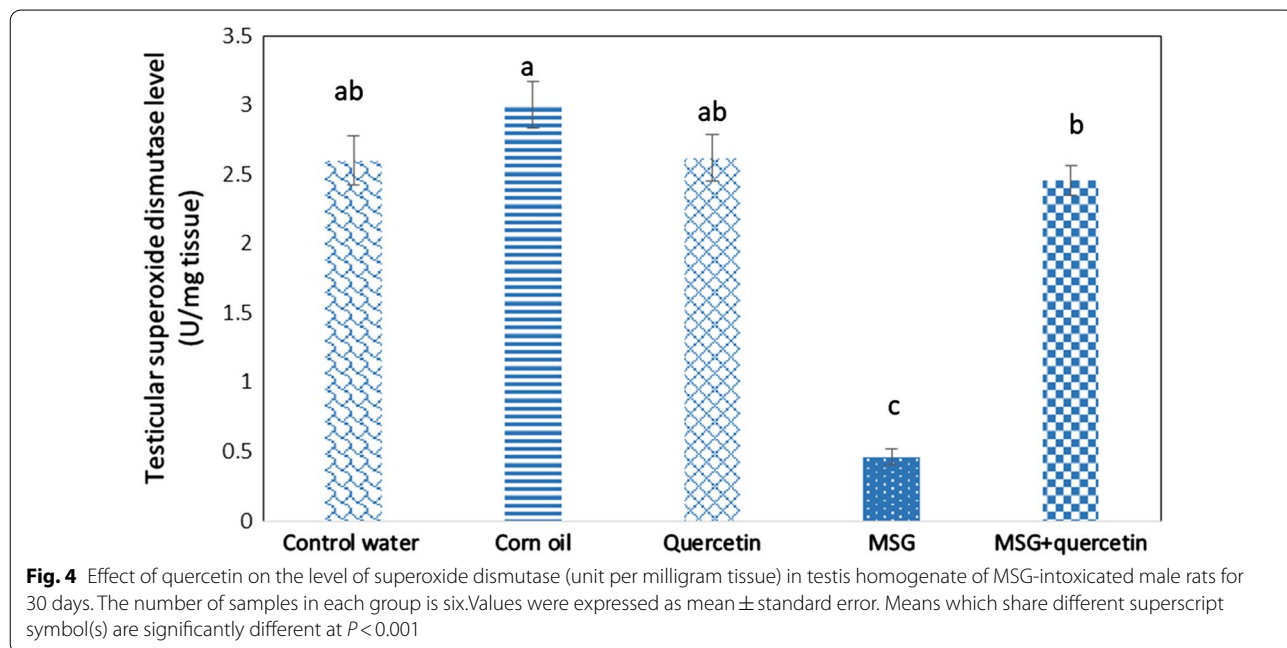 3.5
3
2.5
2
1.5
1
0.5
0
Testicular superoxide dismutase level
(U/mg tissue)
ab
a
ab
c
b
Control water
Corn oil
Quercetin
MSG
MSG+quercetin
Fig. 4 Effect of quercetin on the level of superoxide dismutase (unit per milligram tissue) in testis homogenate of MSG-intoxicated male rats for
30 days. The number of samples in each group is six.Values were expressed as mean ± standard error. Means which share different superscript
symbol(s) are significantly different at P < 0.001